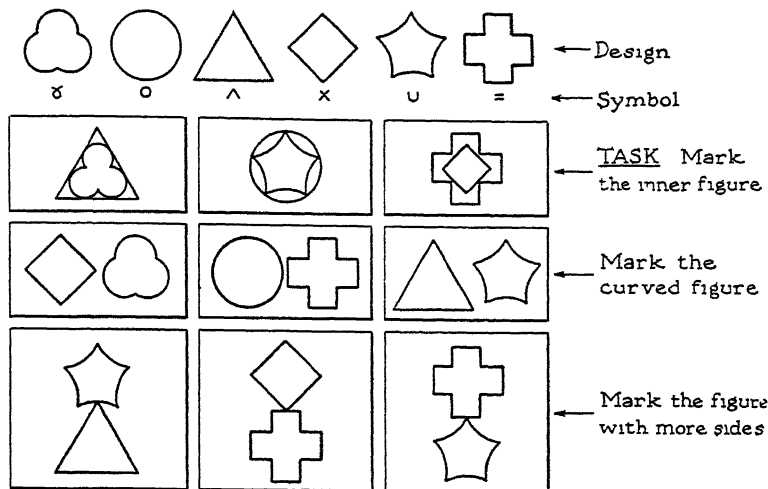 Design
ɤ o ʌ x ∪ =
Symbol
TASK Mark
the inner figure
Mark the
curved figure
Mark the figure
with more sides